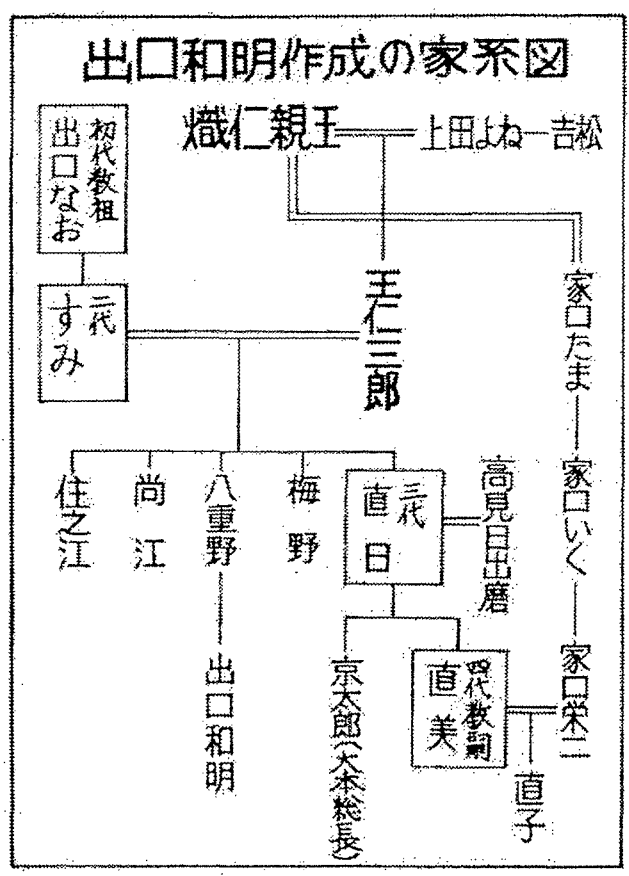 出口和明作成の家系図
初代教祖
出口なお
熾仁親王
上田よね―吉松
二代
すみ
王仁三郎
家口たま
住之江
尚江
八重野
梅野
三代
直日
高見日出磨
家口いく
出口和明
京太郎(大本総長)
四代教嗣
直美
家口栄二
直子